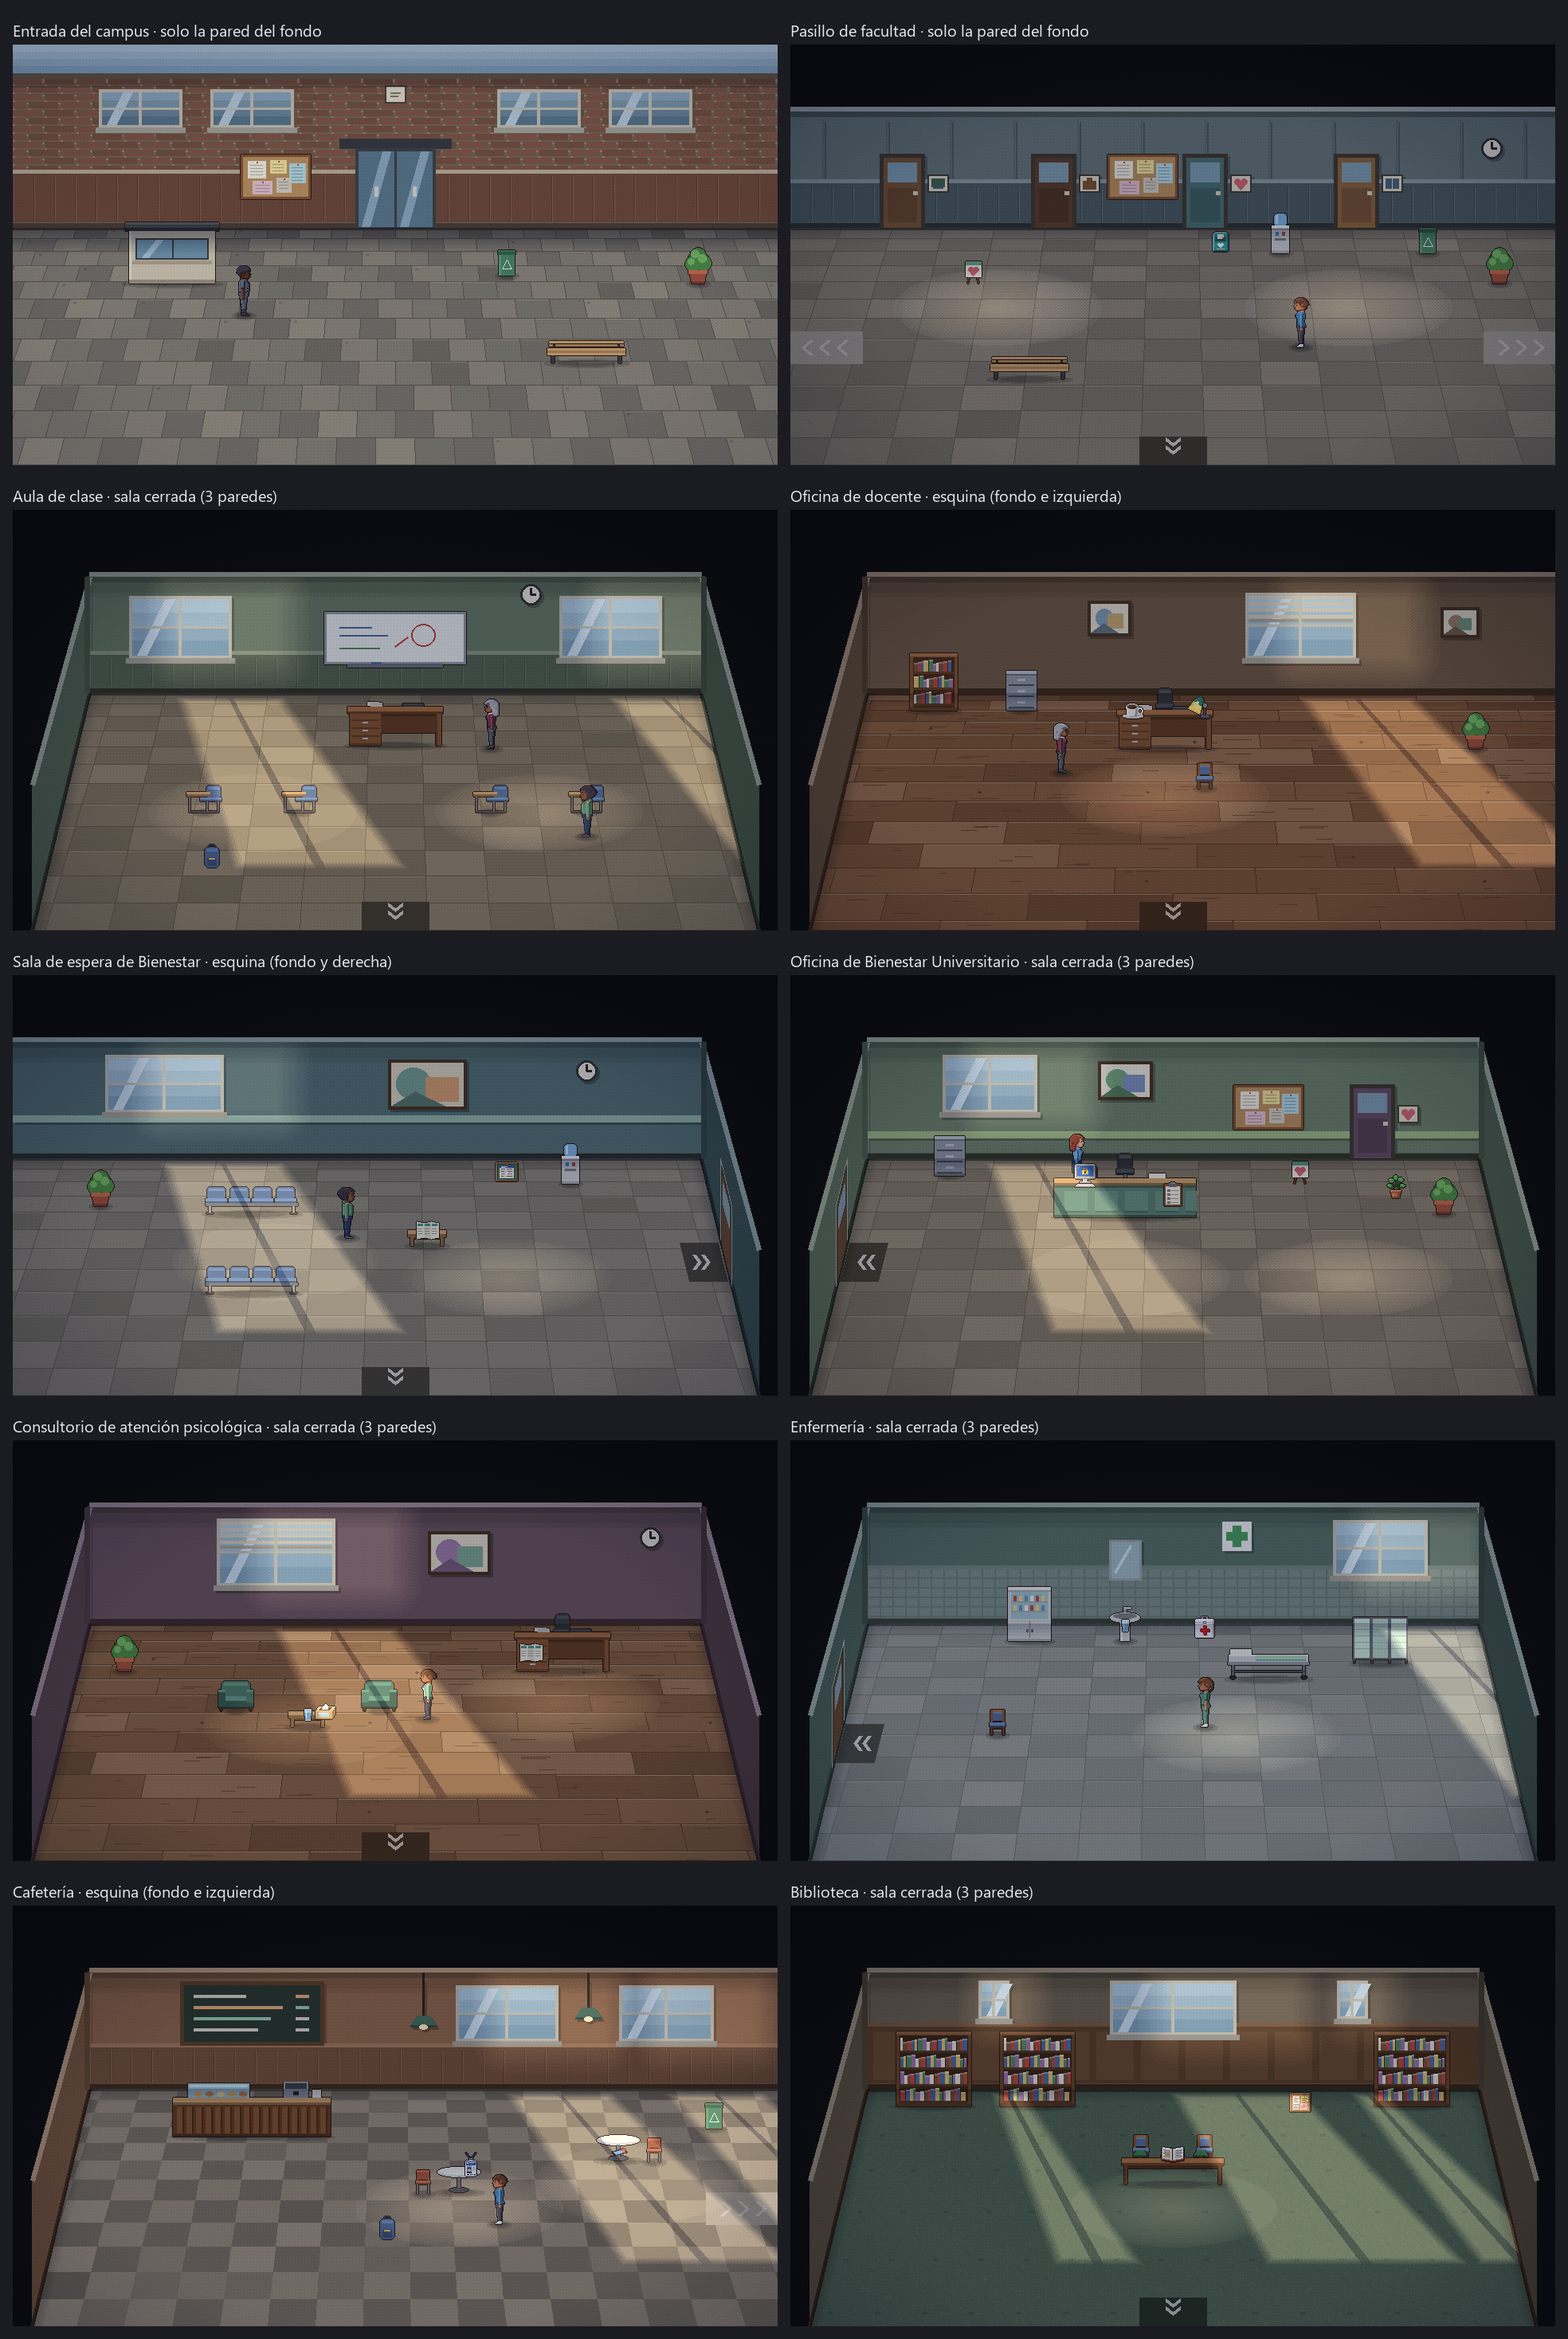 Entrada del campus · solo la pared del fondo
Pasillo de facultad · solo la pared del fondo
Aula de clase · sala cerrada (3 paredes)
Oficina de docente · esquina (fondo e izquierda)
Sala de espera de Bienestar · esquina (fondo y derecha)
Oficina de Bienestar Universitario · sala cerrada (3 paredes)
Consultorio de atención psicológica · sala cerrada (3 paredes)
Enfermería · sala cerrada (3 paredes)
Cafetería · esquina (fondo e izquierda)
Biblioteca · sala cerrada (3 paredes)